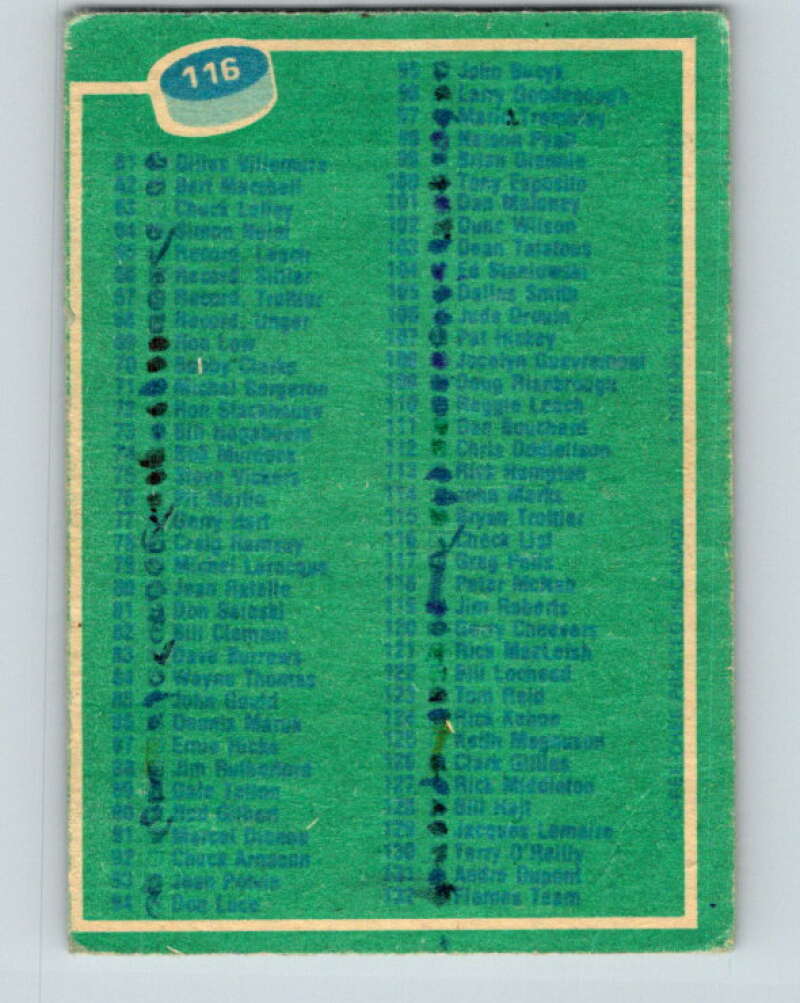 116
61 Gilles Villemure
62 Bert Marshall
63 Chuck Lefley
64 Simon Nolet
65 Record, Leach
66 Record, Sittler
67 Record, Trottier
68 Record, Unger
69 Ron Low
70 Bobby Clarke
71 Michel Bergeron
72 Ron Stackhouse
73 Bill Hogaboam
74 Bob Murdoch
75 Steve Vickers
76 Pit Martin
77 Gerry Hart
78 Craig Ramsay
79 Michel Larocque
80 Jean Ratelle
81 Don Saleski
82 Bill Clement
83 Dave Burrows
84 Wayne Thomas
85 John Gould
86 Dennis Maruk
87 Ernie Hicke
88 Jim Rutherford
89 Dale Tallon
90 Rod Gilbert
91 Marcel Dionne
92 Chuck Arnason
93 Jean Potvin
94 Don Luce
95 John Bucyk
96 Larry Goodenough
97 Mario Tremblay
98 Nelson Pyatt
99 Brian Glennie
100 Tony Esposito
101 Dan Maloney
102 Dunc Wilson
103 Dean Talafous
104 Ed Staniowski
105 Dallas Smith
106 Jude Drouin
107 Pat Hickey
108 Jocelyn Guevremont
109 Doug Risebrough
110 Reggie Leach
111 Dan Bouchard
112 Chris Oddleifson
113 Rick Hampton
114 John Marks
115 Bryan Trottier
116 Check List
117 Greg Polis
118 Peter McNab
119 Jim Roberts
120 Gerry Cheevers
121 Rick MacLeish
122 Bill Lochead
123 Tom Reid
124 Rick Kehoe
125 Keith Magnuson
126 Clark Gillies
127 Rick Middleton
128 Bill Hajt
129 Jacques Lemaire
130 Terry O'Reilly
131 Andre Dupont
132 Flames Team